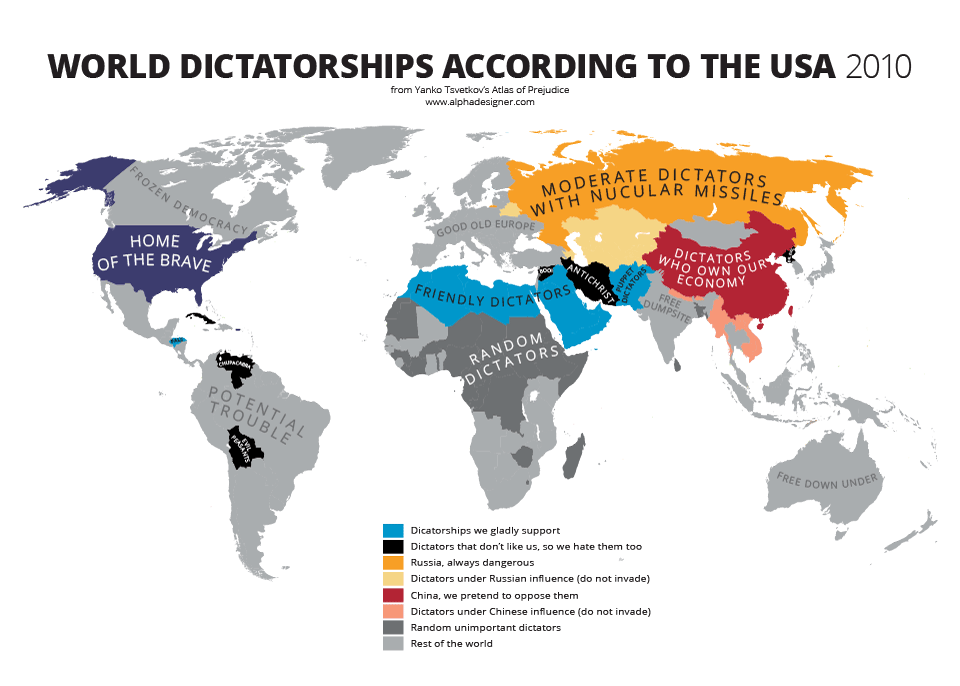 WORLD DICTATORSHIPS ACCORDING TO THE USA 2010
from Yanko Tsvetkov's Atlas of Prejudice
www.alphadesigner.com
FROZEN DEMOCRACY
HOME
OF THE BRAVE
MODERATE DICTATORS
WITH NUCULAR MISSILES
GOOD OLD EUROPE
DICTATORS
WHO OWN OUR
ECONOMY
BOO!
ANTICHRIST
PUPPET
DICTATORS
FRIENDLY DICTATORS
FREE
DUMPSITE
RANDOM
DICTATORS
CHUPACABRA
POTENTIAL
TROUBLE
EVIL
PEASANTS
FREE DOWN UNDER
Dicatorships we gladly support
Dictators that don't like us, so we hate them too
Russia, always dangerous
Dictators under Russian influence (do not invade)
China, we pretend to oppose them
Dictators under Chinese influence (do not invade)
Random unimportant dictators
Rest of the world